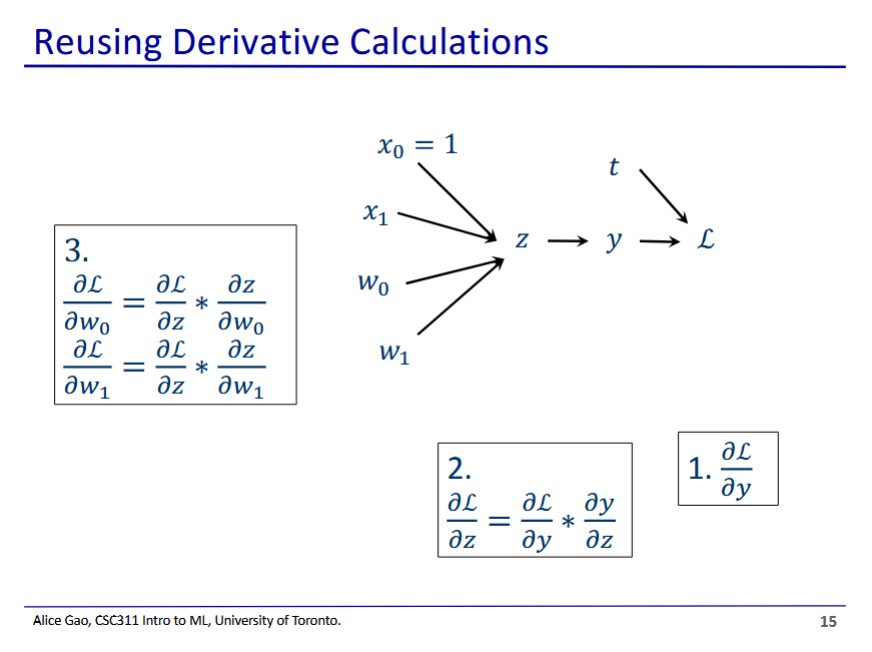 Reusing Derivative Calculations
x₀ = 1
t
x₁
z → y → ℒ
w₀
w₁
3.
∂ℒ/∂w₀ = ∂ℒ/∂z * ∂z/∂w₀
∂ℒ/∂w₁ = ∂ℒ/∂z * ∂z/∂w₁
2.
∂ℒ/∂z = ∂ℒ/∂y * ∂y/∂z
1. ∂ℒ/∂y
Alice Gao, CSC311 Intro to ML, University of Toronto.
15